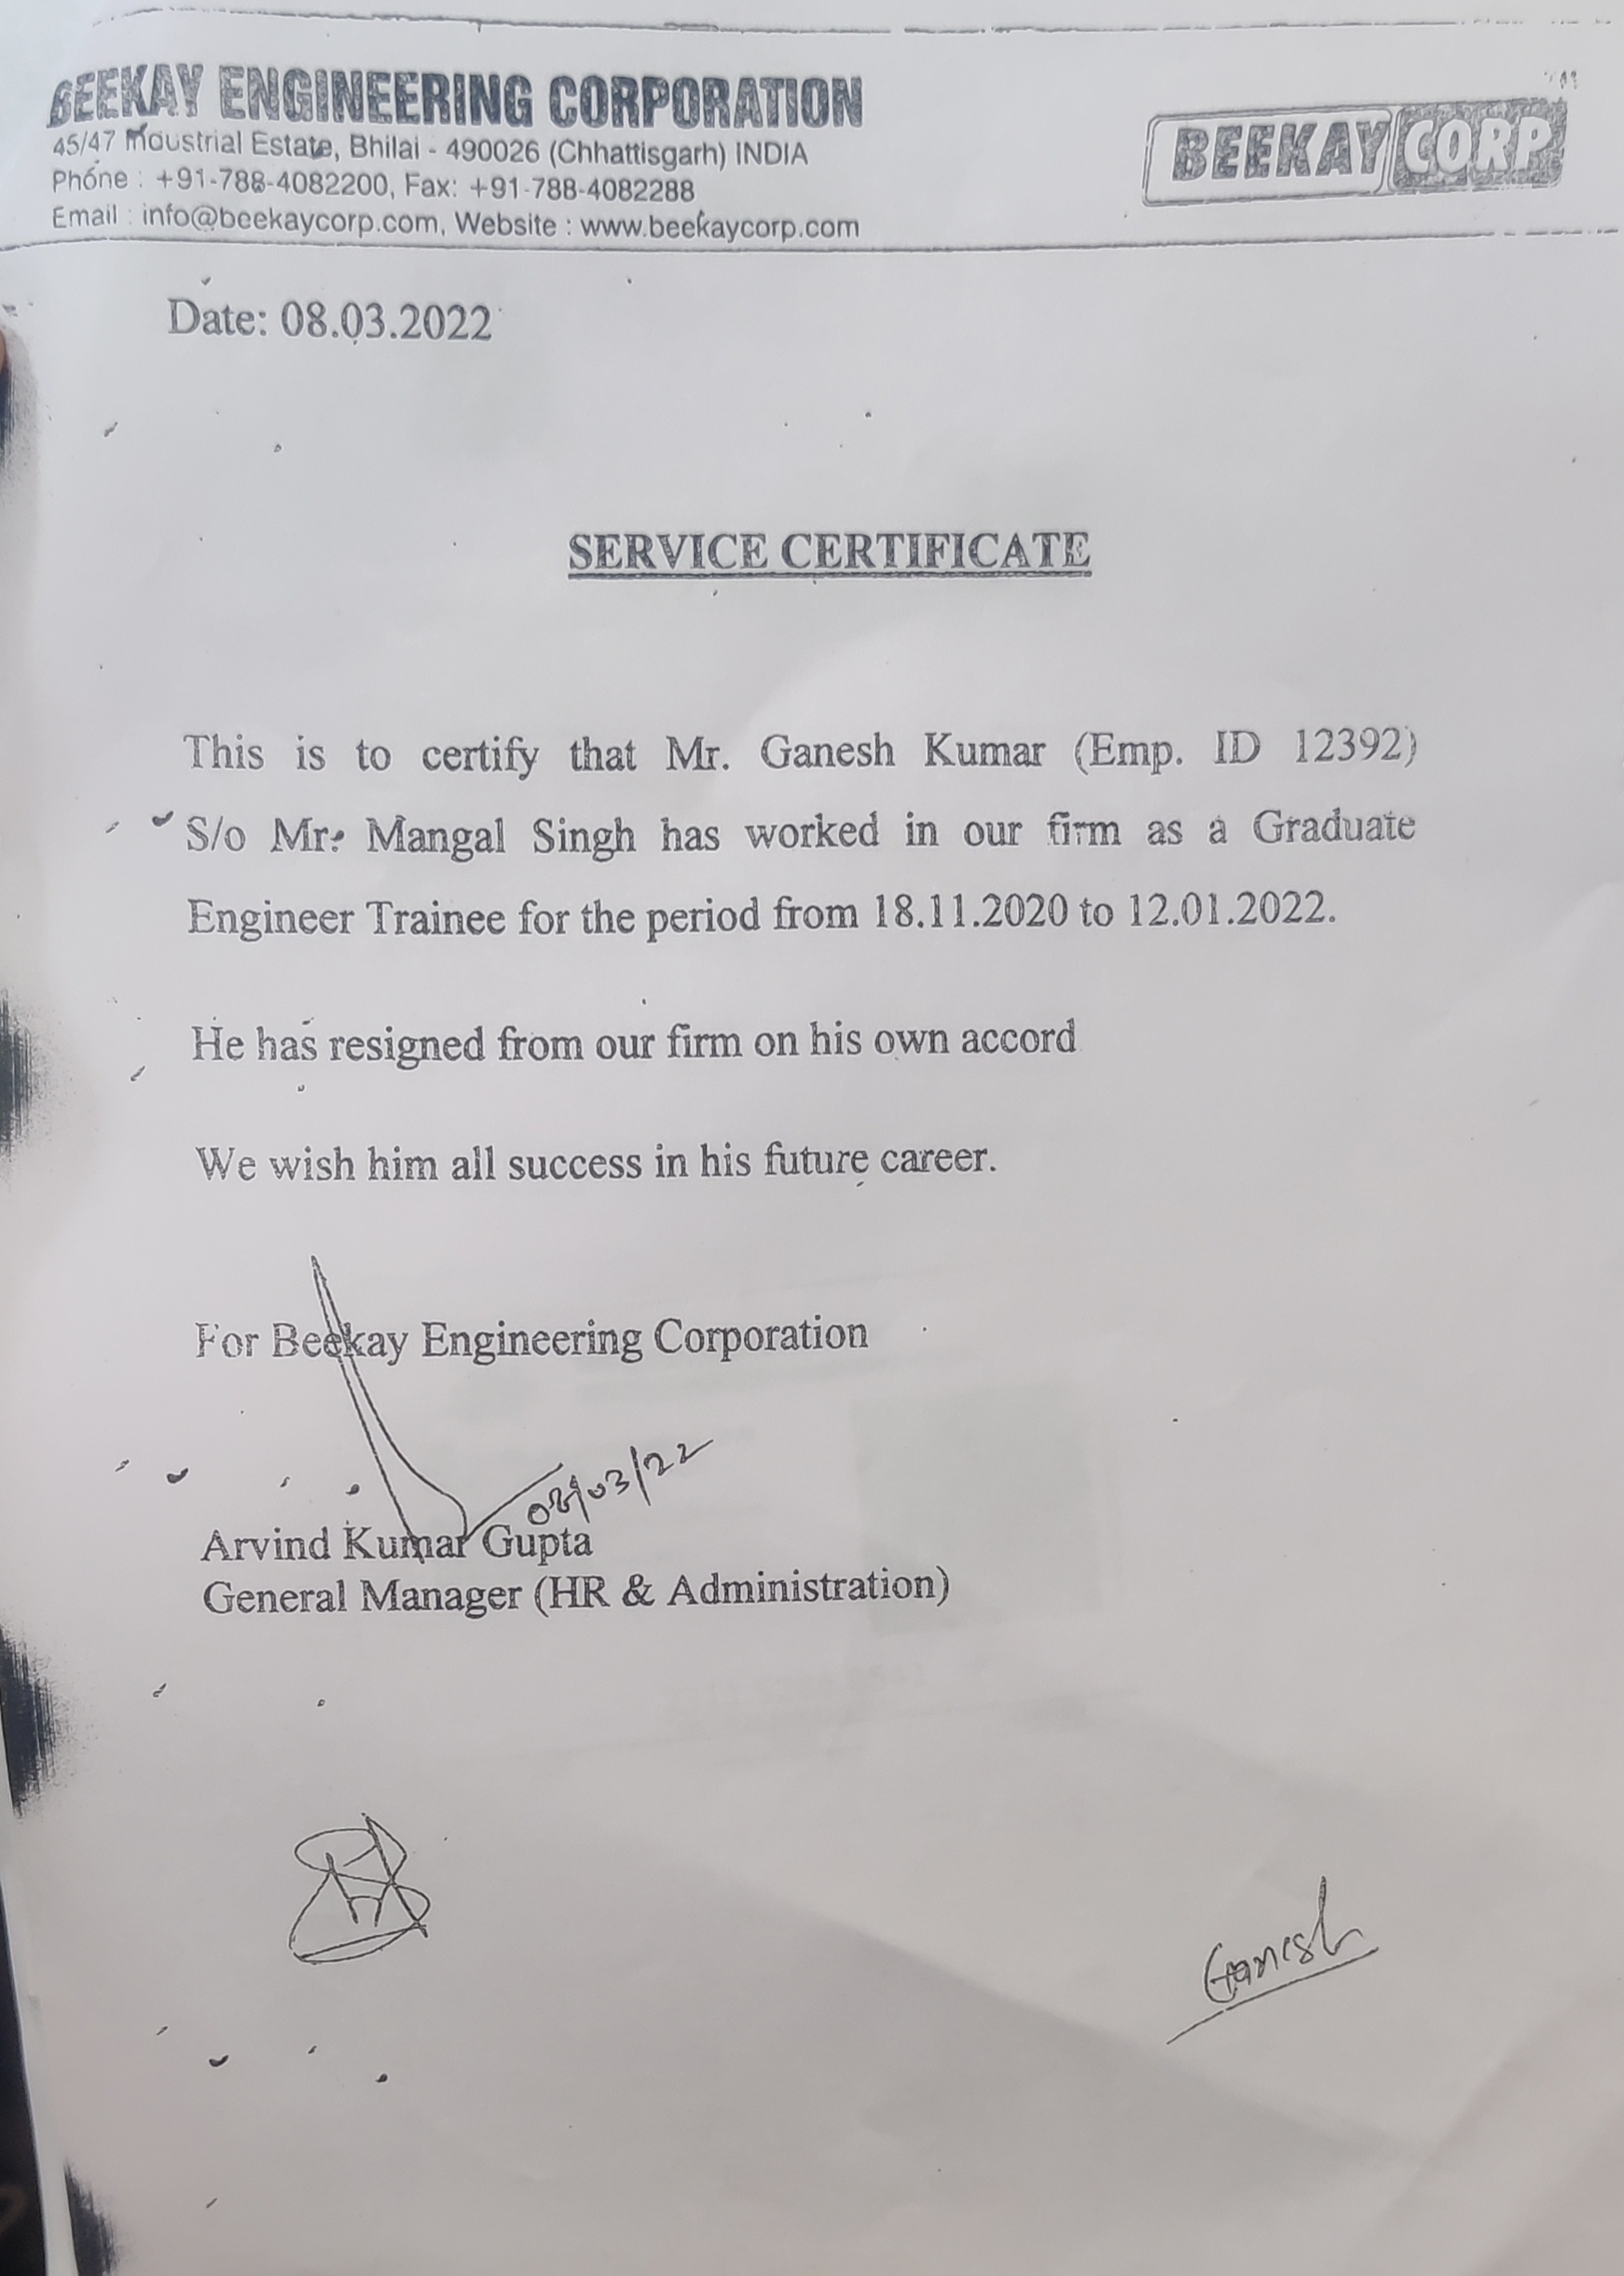 BEEKAY ENGINEERING CORPORATION
45/47 Industrial Estate, Bhilai - 490026 (Chhattisgarh) INDIA
Phone : +91-788-4082200, Fax: +91-788-4082288
Email : info@beekaycorp.com, Website : www.beekaycorp.com
BEEKAY CORP
Date: 08.03.2022
SERVICE CERTIFICATE
This is to certify that Mr. Ganesh Kumar (Emp. ID 12392)
S/o Mr. Mangal Singh has worked in our firm as a Graduate
Engineer Trainee for the period from 18.11.2020 to 12.01.2022.
He has resigned from our firm on his own accord
We wish him all success in his future career.
For Beekay Engineering Corporation
08/03/22
Arvind Kumar Gupta
General Manager (HR & Administration)
Ganesh